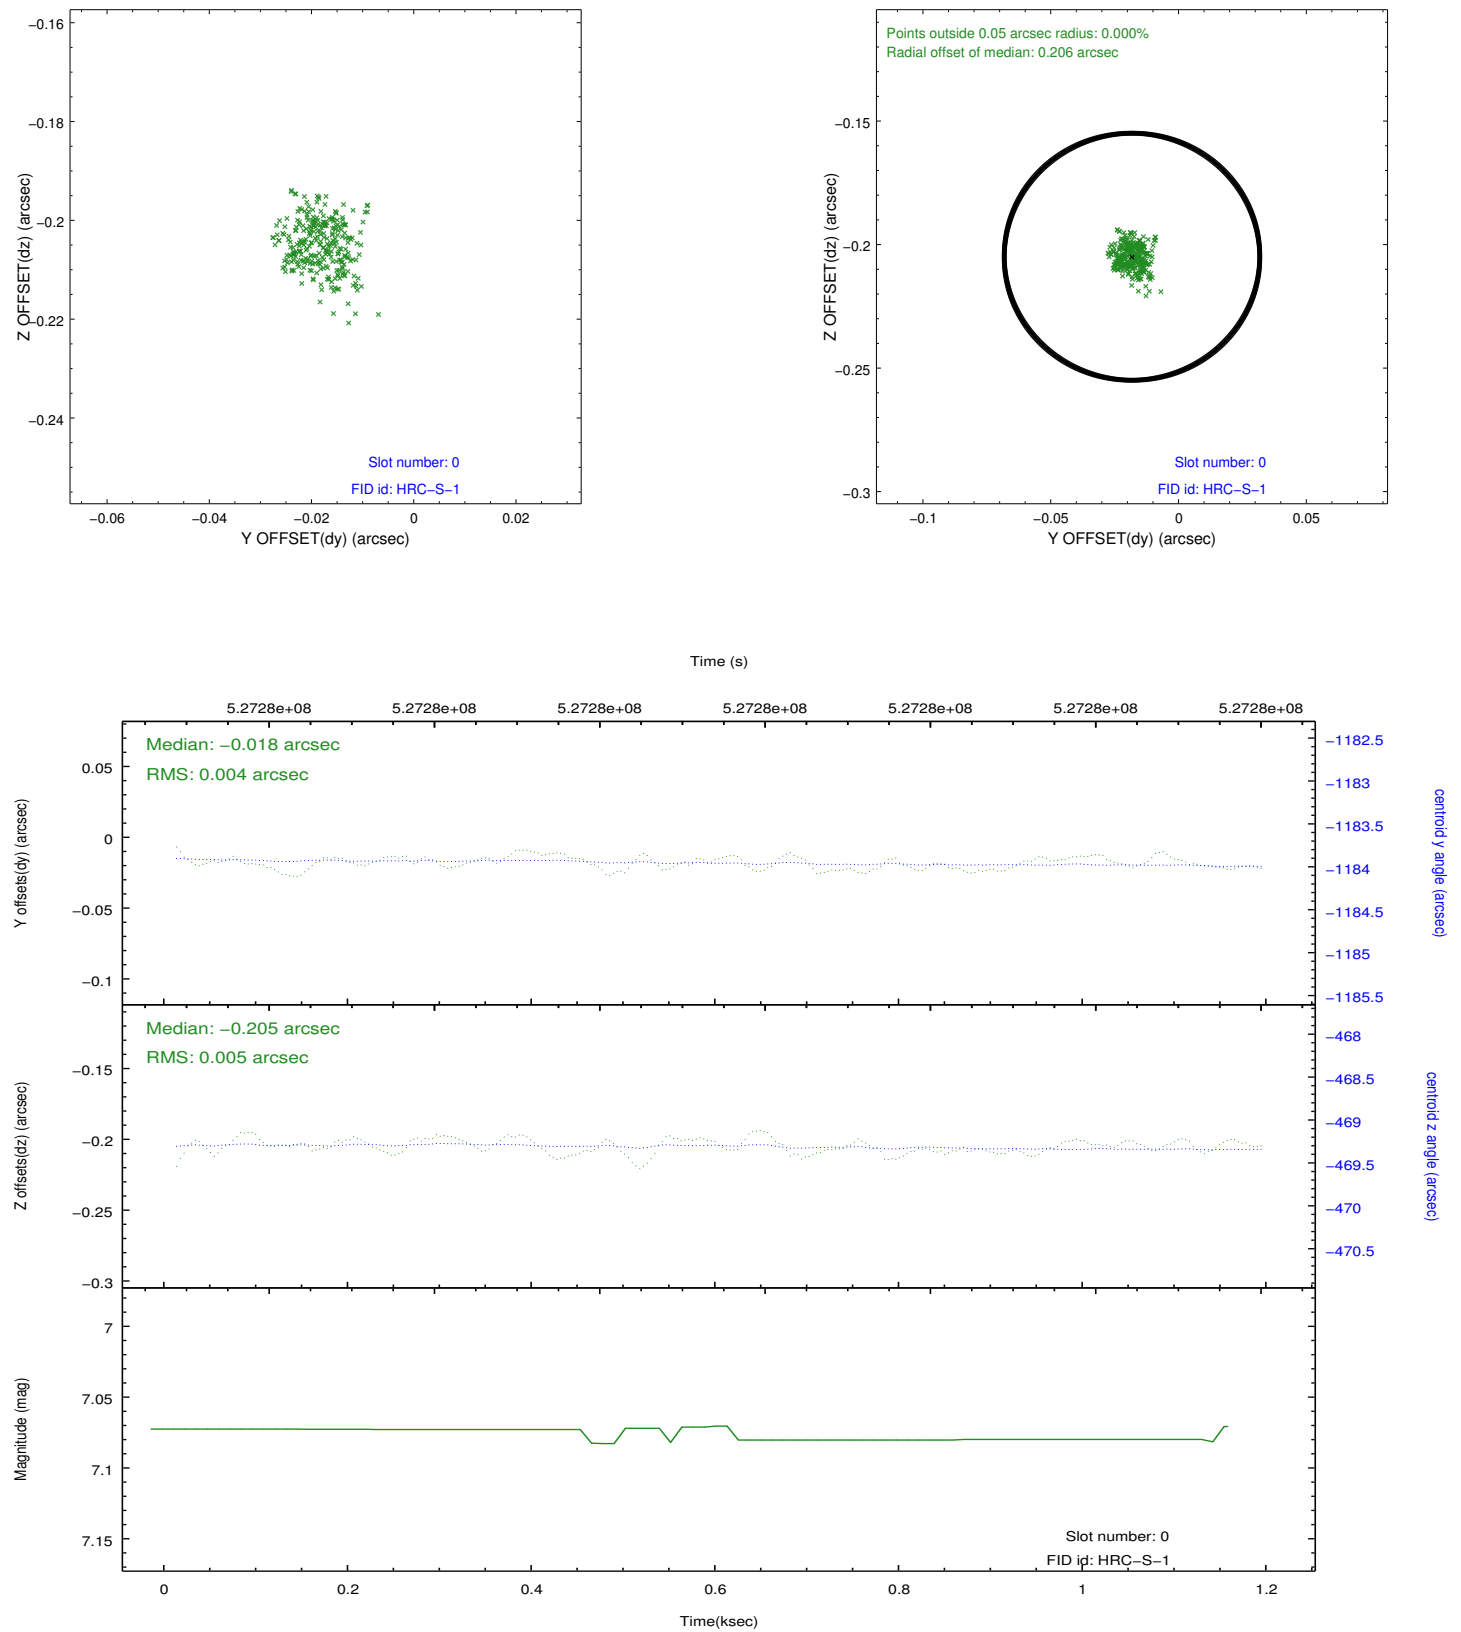 −0.16
−0.18
−0.2
−0.22
−0.24
Z OFFSET(dz) (arcsec)
Slot number: 0
FID id: HRC−S−1
−0.06
−0.04
−0.02
0
0.02
Y OFFSET(dy) (arcsec)
Points outside 0.05 arcsec radius: 0.000%
Radial offset of median: 0.206 arcsec
−0.15
−0.2
−0.25
−0.3
Z OFFSET(dz) (arcsec)
Slot number: 0
FID id: HRC−S−1
−0.1
−0.05
0
0.05
Y OFFSET(dy) (arcsec)
Time (s)
5.2728e+08
5.2728e+08
5.2728e+08
5.2728e+08
5.2728e+08
5.2728e+08
5.2728e+08
Median: −0.018 arcsec
RMS: 0.004 arcsec
0.05
0
−0.05
−0.1
Y offsets(dy) (arcsec)
−1182.5
−1183
−1183.5
−1184
−1184.5
−1185
−1185.5
centroid y angle (arcsec)
Median: −0.205 arcsec
RMS: 0.005 arcsec
−0.15
−0.2
−0.25
−0.3
Z offsets(dz) (arcsec)
−468
−468.5
−469
−469.5
−470
−470.5
centroid z angle (arcsec)
7
7.05
7.1
7.15
Magnitude (mag)
Slot number: 0
FID id: HRC−S−1
0
0.2
0.4
0.6
0.8
1
1.2
Time(ksec)